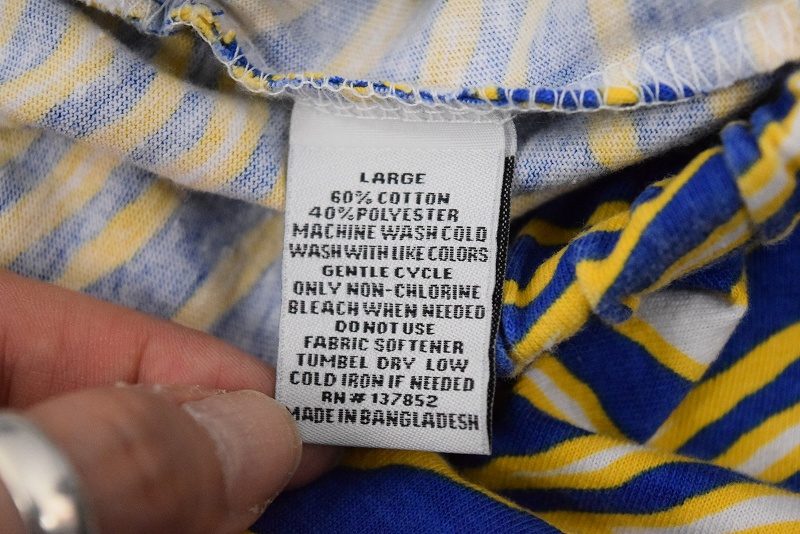 LARGE
60% COTTON
40% POLYESTER
MACHINE WASH COLD
WASH WITH LIKE COLORS
GENTLE CYCLE
ONLY NON-CHLORINE
BLEACH WHEN NEEDED
DO NOT USE
FABRIC SOFTENER
TUMBEL DRY LOW
COLD IRON IF NEEDED
RN# 137852
MADE IN BANGLADESH